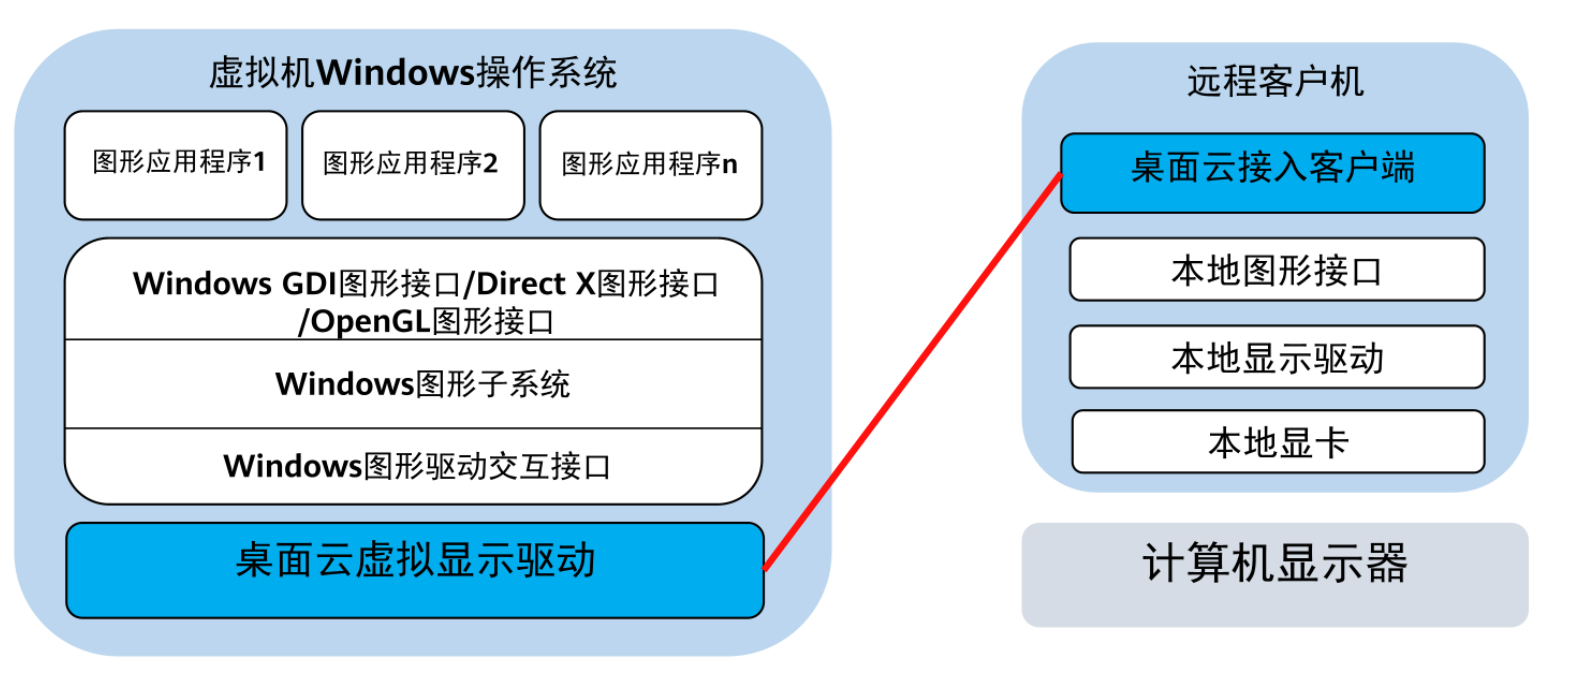 虚拟机Windows操作系统
图形应用程序1
图形应用程序2
图形应用程序n
Windows GDI图形接口/Direct X图形接口
/OpenGL图形接口
Windows图形子系统
Windows图形驱动交互接口
桌面云虚拟显示驱动
远程客户机
桌面云接入客户端
本地图形接口
本地显示驱动
本地显卡
计算机显示器